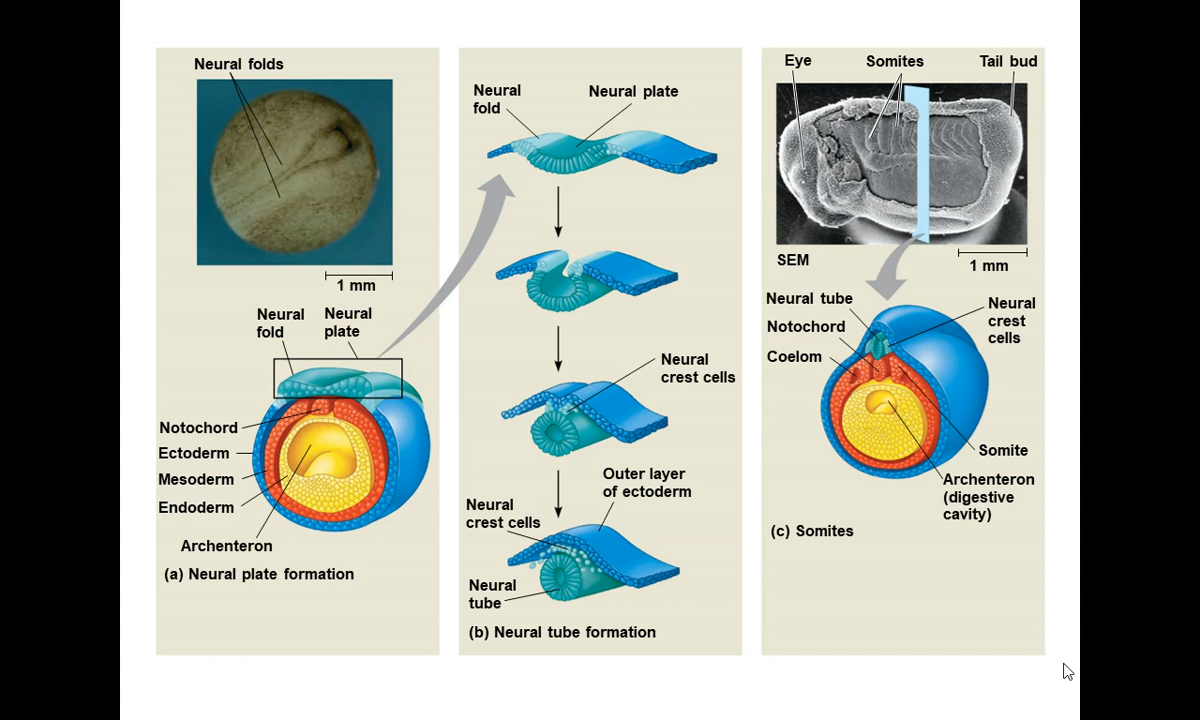 Neural folds
1 mm
Neural
fold
Neural
plate
Notochord
Ectoderm
Mesoderm
Endoderm
Archenteron
(a) Neural plate formation
Neural
fold
Neural plate
Neural
crest cells
Outer layer
of ectoderm
Neural
crest cells
Neural
tube
(b) Neural tube formation
Eye
Somites
Tail bud
SEM
1 mm
Neural tube
Notochord
Coelom
Neural
crest
cells
Somite
Archenteron
(digestive
cavity)
(c) Somites